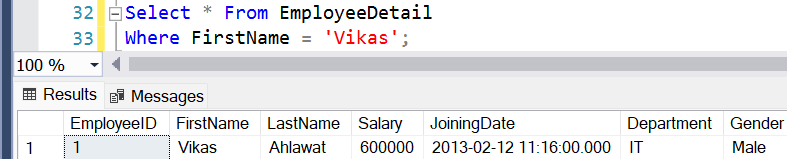 32 Select * From EmployeeDetail
33 Where FirstName = 'Vikas';
100 %
Results Messages
EmployeeID FirstName LastName Salary JoiningDate Department Gender
1 1 Vikas Ahlawat 600000 2013-02-12 11:16:00.000 IT Male